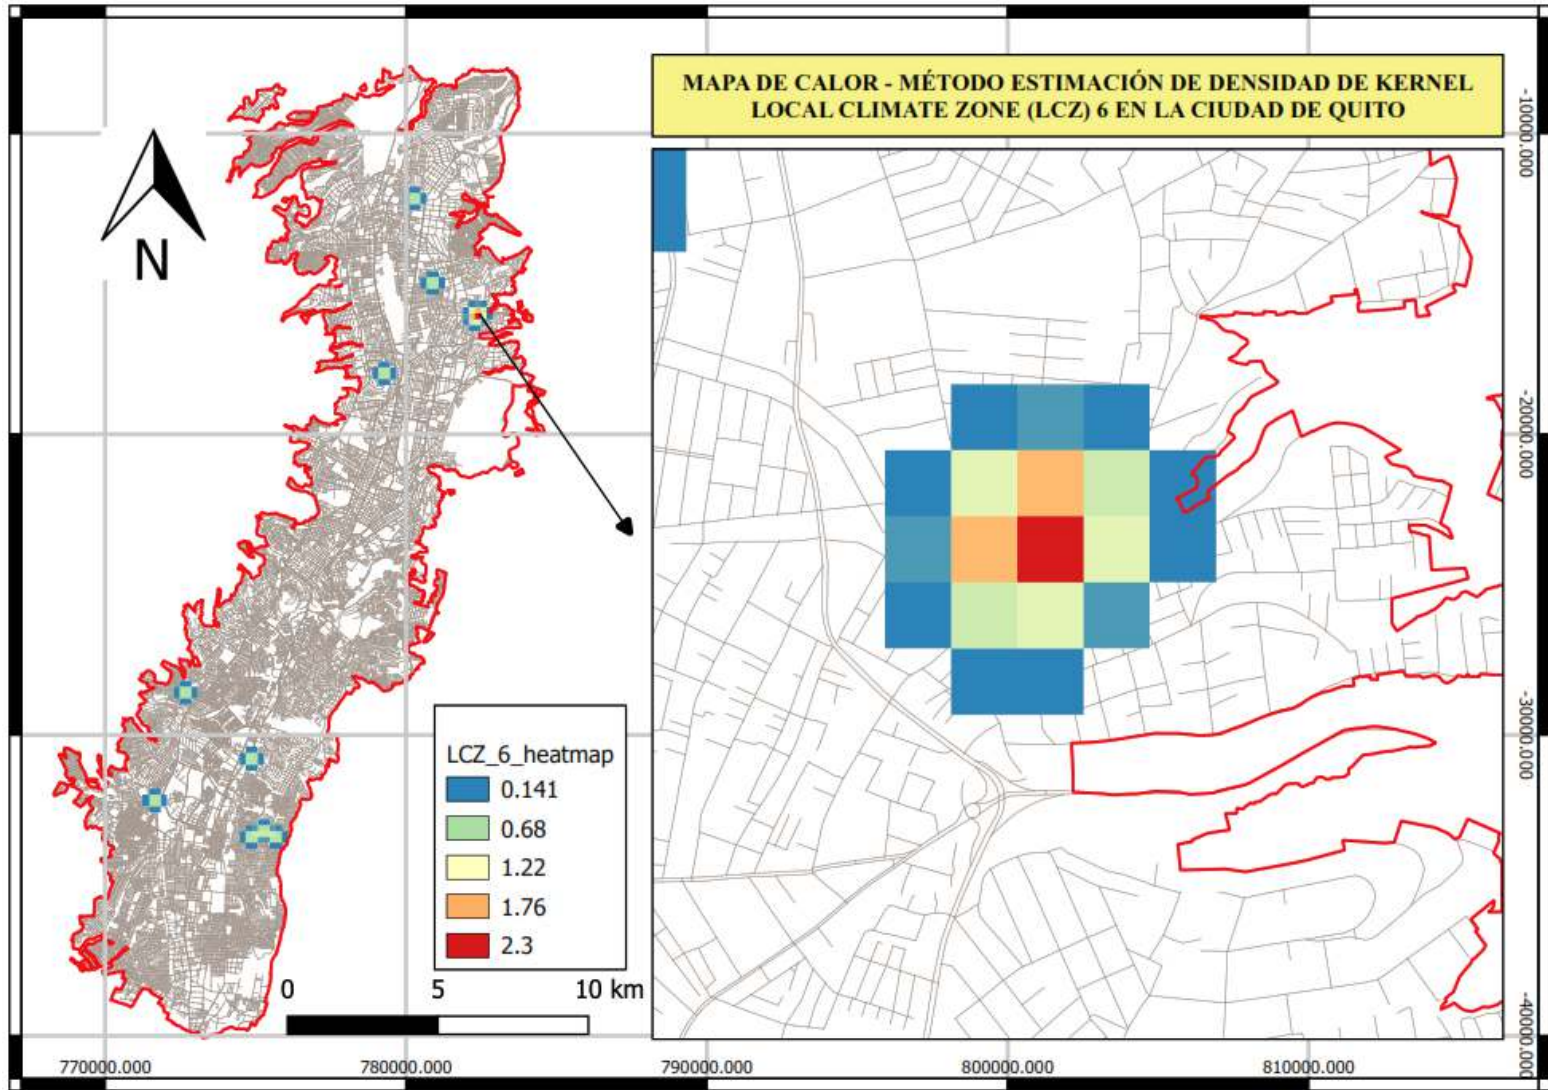 MAPA DE CALOR - MÉTODO ESTIMACIÓN DE DENSIDAD DE KERNEL
LOCAL CLIMATE ZONE (LCZ) 6 EN LA CIUDAD DE QUITO
N
LCZ_6_heatmap
0.141
0.68
1.22
1.76
2.3
0 5 10 km
770000.000 780000.000 790000.000 800000.000 810000.000
-10000.000
-20000.000
-30000.000
-40000.000